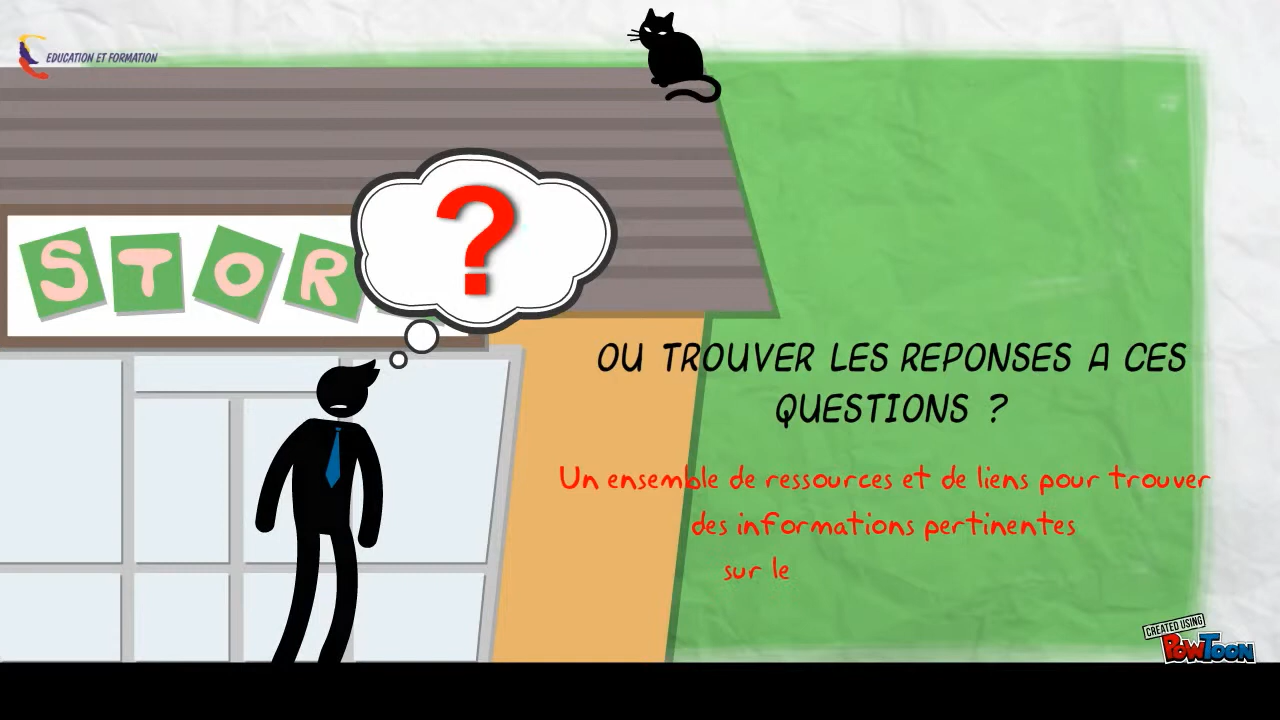 EDUCATION ET FORMATION
STOR
?
OU TROUVER LES REPONSES A CES
QUESTIONS ?
Un ensemble de ressources et de liens pour trouver
des informations pertinentes
sur le
CREATED USING
POWTOON